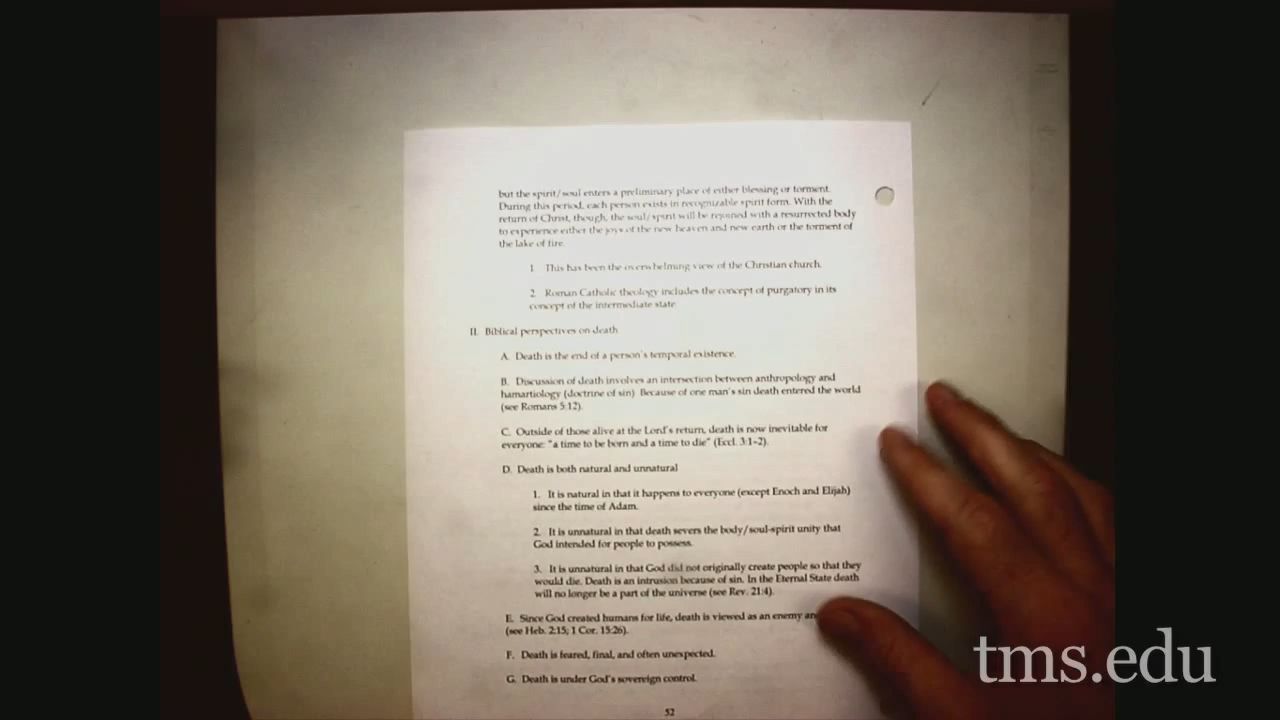 but the spirit/soul enters a preliminary place of either blessing or torment.
During this period, each person exists in recognizable spirit form. With the
return of Christ, though, the soul/spirit will be rejoined with a resurrected body
to experience either the joys of the new heaven and new earth or the torment of
the lake of fire.
1. This has been the overwhelming view of the Christian church.
2. Roman Catholic theology includes the concept of purgatory in its
concept of the intermediate state.
II. Biblical perspectives on death
A. Death is the end of a person's temporal existence.
B. Discussion of death involves an intersection between anthropology and
hamartiology (doctrine of sin) Because of one man's sin death entered the world
(see Romans 5:12).
C. Outside of those alive at the Lord's return, death is now inevitable for
everyone: "a time to be born and a time to die" (Eccl. 3:1–2).
D. Death is both natural and unnatural
1. It is natural in that it happens to everyone (except Enoch and Elijah)
since the time of Adam.
2. It is unnatural in that death severs the body/soul-spirit unity that
God intended for people to possess.
3. It is unnatural in that God did not originally create people so that they
would die. Death is an intrusion because of sin. In the Eternal State death
will no longer be a part of the universe (see Rev. 21:4).
E. Since God created humans for life, death is viewed as an enemy
(see Heb. 2:15; 1 Cor. 15:26).
F. Death is feared, final, and often unexpected.
G. Death is under God's sovereign control.
52
tms.edu